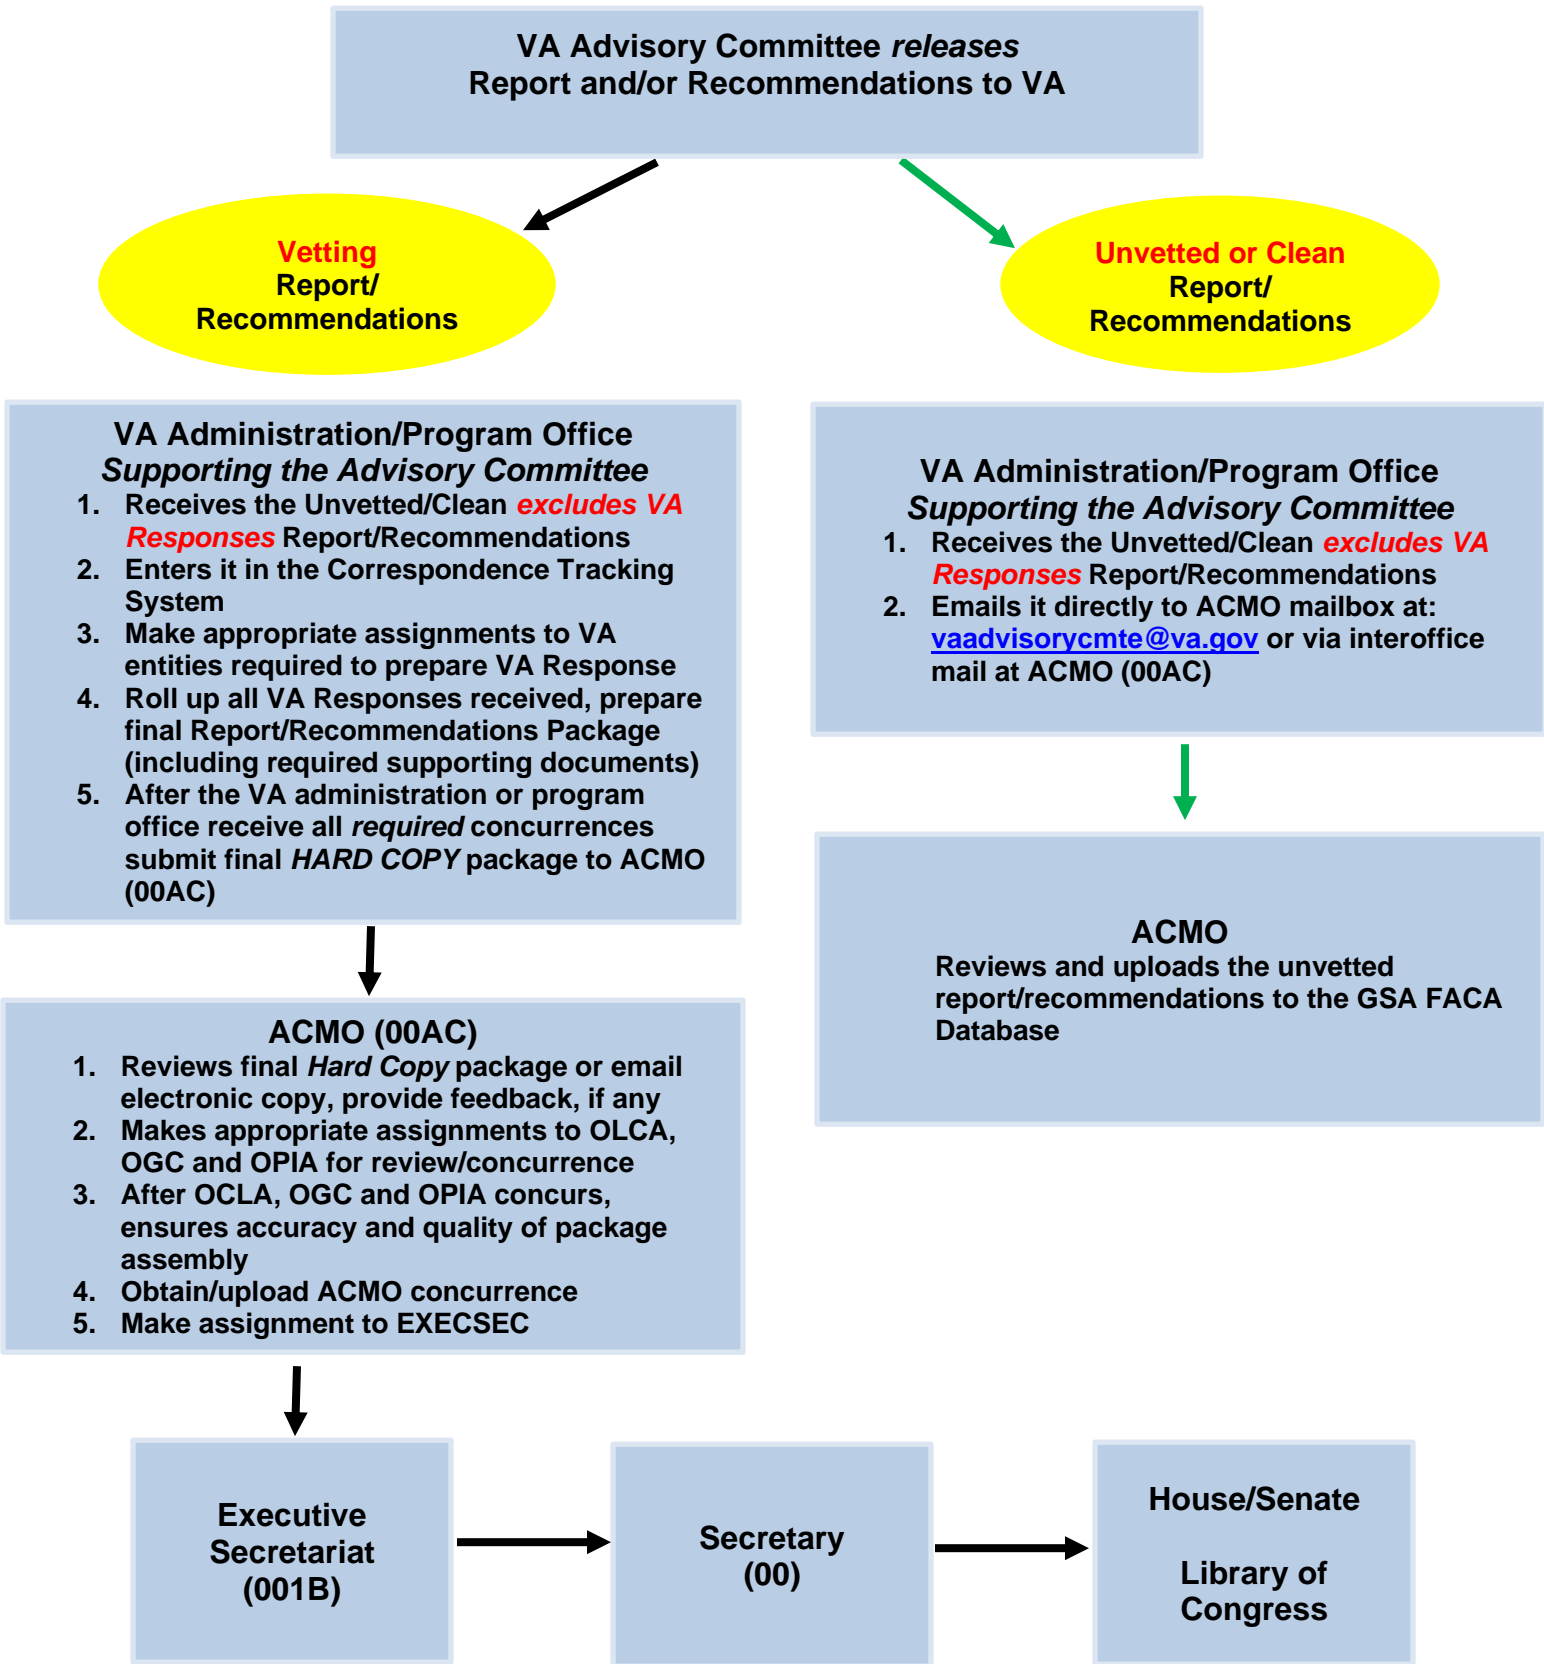 VA Advisory Committee releases
Report and/or Recommendations to VA
Vetting
Report/
Recommendations
Unvetted or Clean
Report/
Recommendations
VA Administration/Program Office
Supporting the Advisory Committee
1. Receives the Unvetted/Clean excludes VA
Responses Report/Recommendations
2. Enters it in the Correspondence Tracking
System
3. Make appropriate assignments to VA
entities required to prepare VA Response
4. Roll up all VA Responses received, prepare
final Report/Recommendations Package
(including required supporting documents)
5. After the VA administration or program
office receive all required concurrences
submit final HARD COPY package to ACMO
(00AC)
VA Administration/Program Office
Supporting the Advisory Committee
1. Receives the Unvetted/Clean excludes VA
Responses Report/Recommendations
2. Emails it directly to ACMO mailbox at:
vaadvisorycmte@va.gov or via interoffice
mail at ACMO (00AC)
ACMO
Reviews and uploads the unvetted
report/recommendations to the GSA FACA
Database
ACMO (00AC)
1. Reviews final Hard Copy package or email
electronic copy, provide feedback, if any
2. Makes appropriate assignments to OLCA,
OGC and OPIA for review/concurrence
3. After OCLA, OGC and OPIA concurs,
ensures accuracy and quality of package
assembly
4. Obtain/upload ACMO concurrence
5. Make assignment to EXECSEC
Executive
Secretariat
(001B)
Secretary
(00)
House/Senate
Library of
Congress